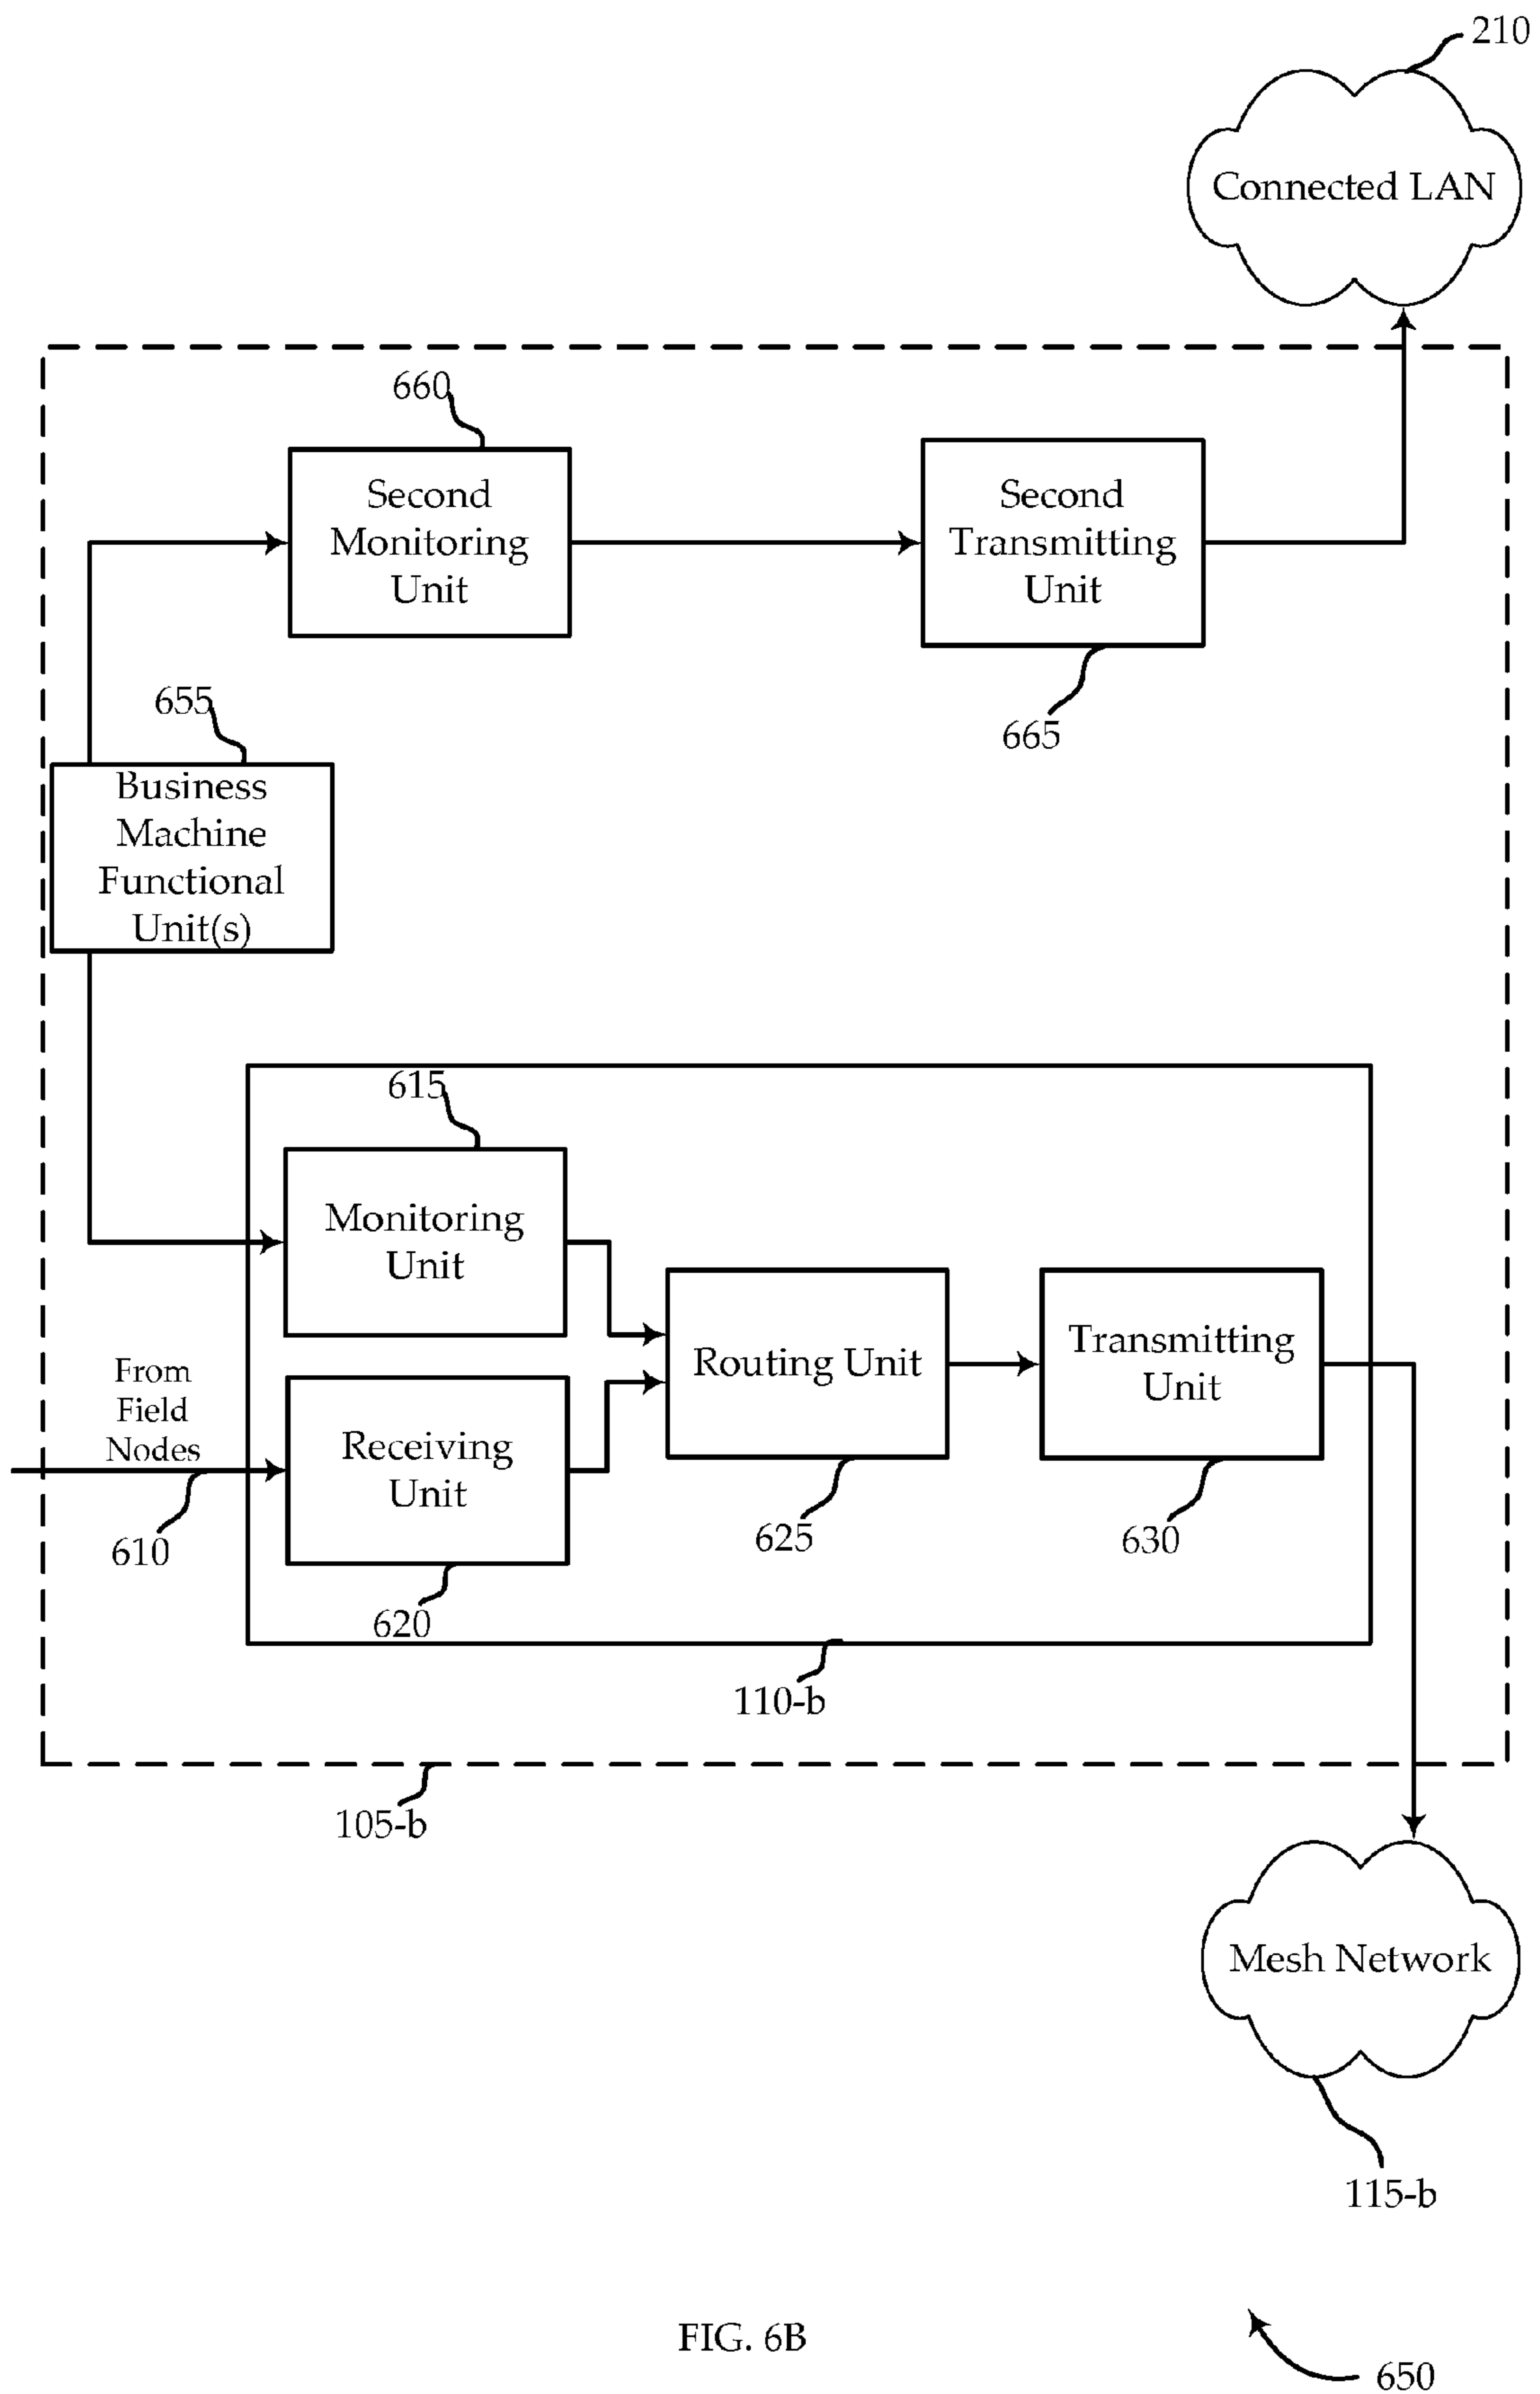 210
Connected LAN
660
Second
Monitoring
Unit
Second
Transmitting
Unit
665
655
Business
Machine
Functional
Unit(s)
615
Monitoring
Unit
Routing Unit
Transmitting
Unit
From
Field
Nodes
Receiving
Unit
610
625
630
620
110-b
105-b
Mesh Network
115-b
FIG. 6B
650